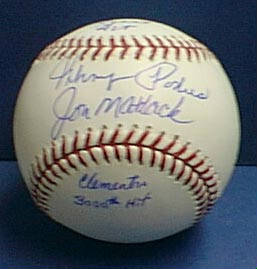 Johnny Podres
Jon Matlack
Clemente
3000th Hit